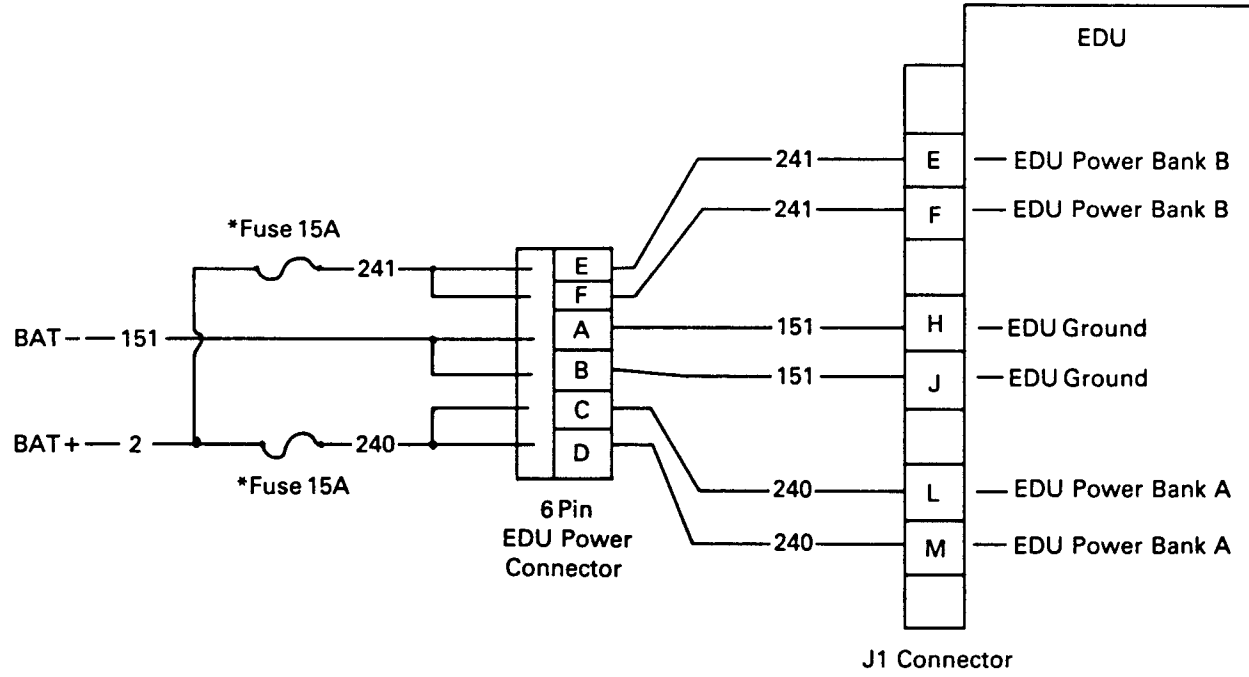 EDU
241
E
EDU Power Bank B
241
F
EDU Power Bank B
*Fuse 15A
241
E
F
BAT − 151
A
151
H
EDU Ground
B
151
J
EDU Ground
C
BAT + 2
240
D
*Fuse 15A
240
L
EDU Power Bank A
6 Pin
EDU Power
Connector
240
M
EDU Power Bank A
J1 Connector